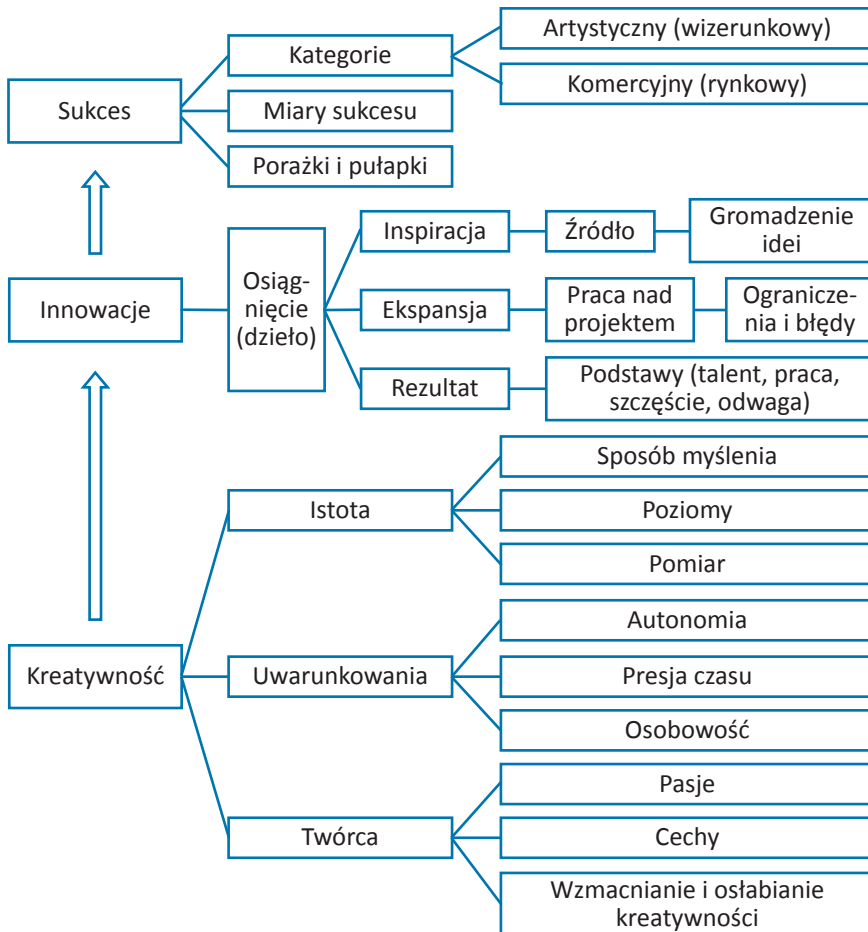 Artystyczny (wizerunkowy)
Kategorie
Komercyjny (rynkowy)
Sukces
Miary sukcesu
Porażki i pułapki
Inspiracja
Źródło
Gromadzenie
idei
Innowacje
Osiąg-
nięcie
(dzieło)
Ekspansja
Praca nad
projektem
Ogranicze-
nia i błędy
Rezultat
Podstawy (talent, praca,
szczęście, odwaga)
Sposób myślenia
Istota
Poziomy
Pomiar
Autonomia
Kreatywność
Uwarunkowania
Presja czasu
Osobowość
Pasje
Twórca
Cechy
Wzmacnianie i osłabianie
kreatywności